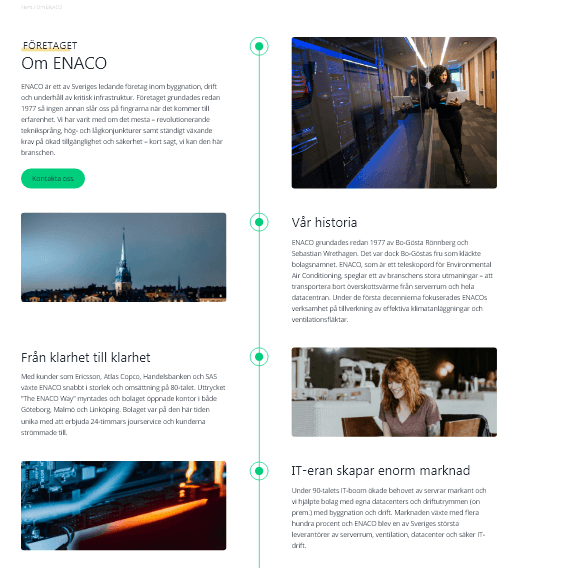 Hem / Om ENACO
FÖRETAGET
Om ENACO
ENACO är ett av Sveriges ledande företag inom byggnation, drift
och underhåll av kritisk infrastruktur. Företaget grundades redan
1977 så ingen annan slår oss på fingrarna när det kommer till
erfarenhet. Vi har varit med om det mesta – revolutionerande
tekniksprång, hög- och lågkonjunkturer samt ständigt växande
krav på ökad tillgänglighet och säkerhet – kort sagt, vi kan den här
branschen.
Kontakta oss
Vår historia
ENACO grundades redan 1977 av Bo-Gösta Rönnberg och
Sebastian Wrethagen. Det var dock Bo-Göstas fru som kläckte
bolagsnamnet. ENACO, som är ett teleskopord för Environmental
Air Conditioning, speglar ett av branschens stora utmaningar – att
transportera bort överskottsvärme från serverrum och hela
datacentran. Under de första decennierna fokuserades ENACOs
verksamhet på tillverkning av effektiva klimatanläggningar och
ventilationsfläktar.
Från klarhet till klarhet
Med kunder som Ericsson, Atlas Copco, Handelsbanken och SAS
växte ENACO snabbt i storlek och omsättning på 80-talet. Uttrycket
"The ENACO Way" myntades och bolaget öppnade kontor i både
Göteborg, Malmö och Linköping. Bolaget var på den här tiden
unika med att erbjuda 24-timmars jourservice och kunderna
strömmade till.
IT-eran skapar enorm marknad
Under 90-talets IT-boom ökade behovet av servrar markant och
vi hjälpte bolag med egna datacenters och driftutrymmen (on
prem.) med byggnation och drift. Marknaden växte med flera
hundra procent och ENACO blev en av Sveriges största
leverantörer av serverrum, ventilation, datacenter och säker IT-
drift.